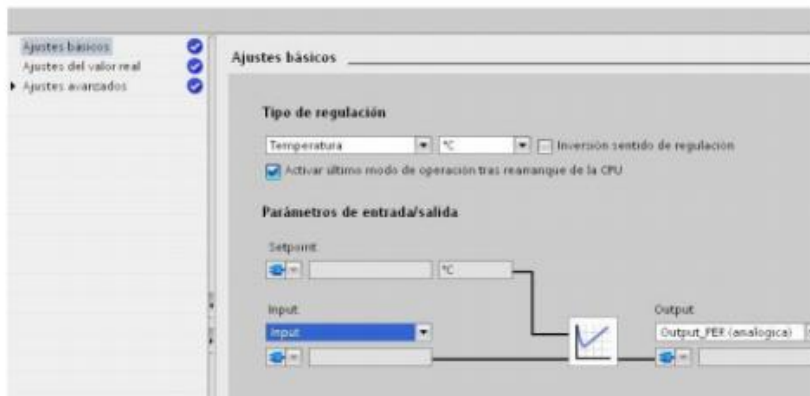 Ajustes básicos
Ajustes del valor real
Ajustes avanzados
Ajustes básicos
Tipo de regulación
Temperatura °C Inversión sentido de regulación
Activar último modo de operación tras rearranque de la CPU
Parámetros de entrada/salida
Setpoint:
°C
Input: Output:
Input Output_PER (analogica)